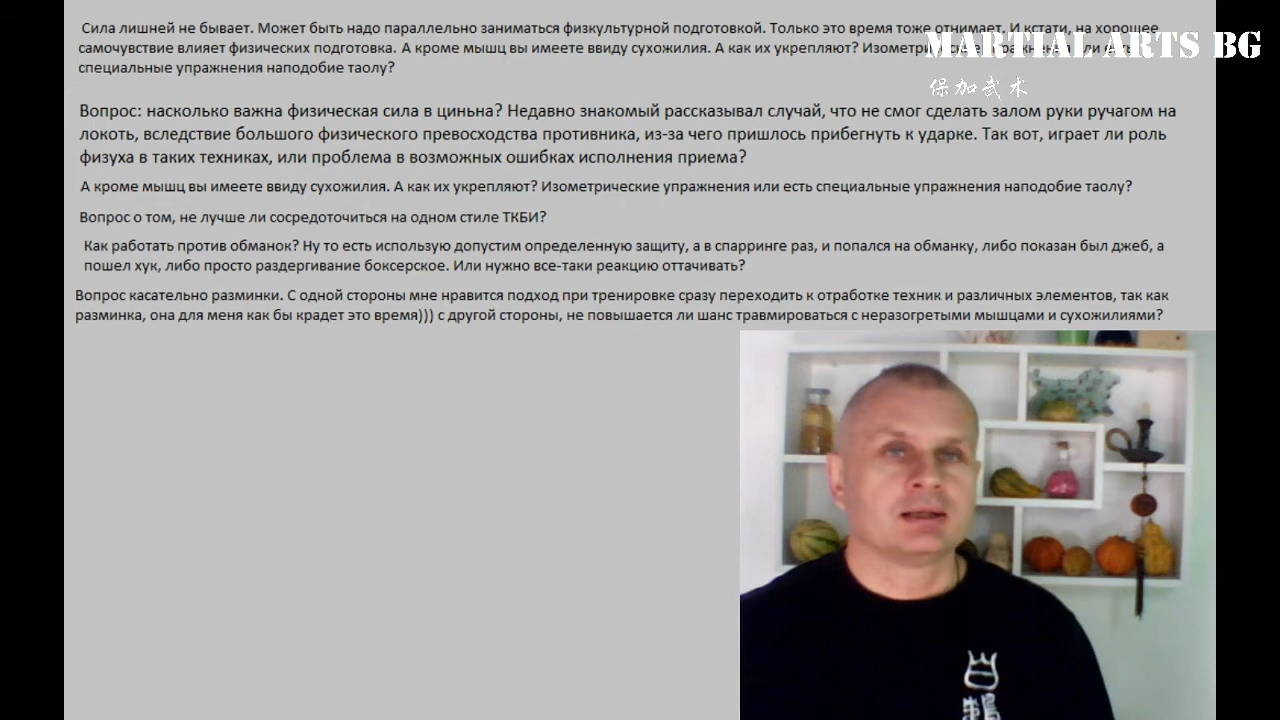 Сила лишней не бывает. Может быть надо параллельно заниматься физкультурной подготовкой. Только это время тоже отнимает. И кстати, на хорошее
самочувствие влияет физических подготовка. А кроме мышц вы имеете ввиду сухожилия. А как их укрепляют?
специальные упражнения наподобие таолу?
MARTIAL ARTS BG
保加武术
Вопрос: насколько важна физическая сила в циньна? Недавно знакомый рассказывал случай, что не смог сделать залом руки ручагом на
локоть, вследствие большого физического превосходства противника, из-за чего пришлось прибегнуть к ударке. Так вот, играет ли роль
физуха в таких техниках, или проблема в возможных ошибках исполнения приема?
А кроме мышц вы имеете ввиду сухожилия. А как их укрепляют? Изометрические упражнения или есть специальные упражнения наподобие таолу?
Вопрос о том, не лучше ли сосредоточиться на одном стиле ТКБИ?
Как работать против обманок? Ну то есть использую допустим определенную защиту, а в спарринге раз, и попался на обманку, либо показан был джеб, а
пошел хук, либо просто раздергивание боксерское. Или нужно все-таки реакцию оттачивать?
Вопрос касательно разминки. С одной стороны мне нравится подход при тренировке сразу переходить к отработке техник и различных элементов, так как
разминка, она для меня как бы крадет это время))) с другой стороны, не повышается ли шанс травмироваться с неразогретыми мышцами и сухожилиями?